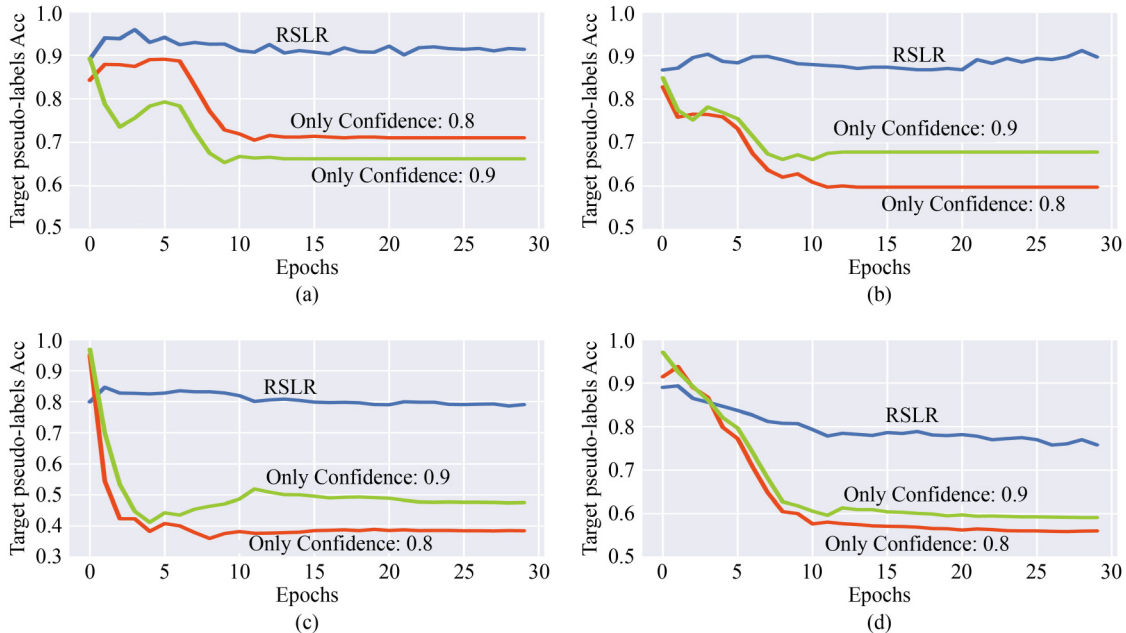 Target pseudo-labels Acc
1.0
0.9
0.8
0.7
0.6
0.5
RSLR
Only Confidence: 0.8
Only Confidence: 0.9
0 5 10 15 20 25 30
Epochs
(a)
Target pseudo-labels Acc
1.0
0.9
0.8
0.7
0.6
0.5
RSLR
Only Confidence: 0.9
Only Confidence: 0.8
0 5 10 15 20 25 30
Epochs
(b)
Target pseudo-labels Acc
1.0
0.9
0.8
0.7
0.6
0.5
0.4
0.3
RSLR
Only Confidence: 0.9
Only Confidence: 0.8
0 5 10 15 20 25 30
Epochs
(c)
Target pseudo-labels Acc
1.0
0.9
0.8
0.7
0.6
0.5
RSLR
Only Confidence: 0.9
Only Confidence: 0.8
0 5 10 15 20 25 30
Epochs
(d)